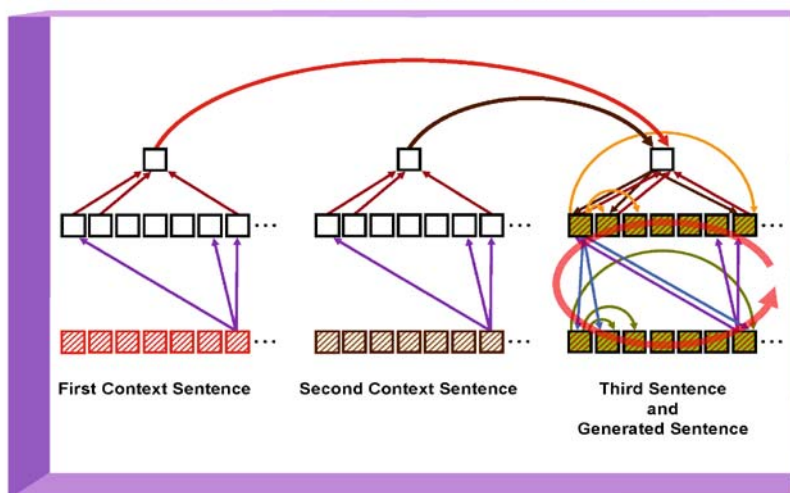 First Context Sentence
Second Context Sentence
Third Sentence
and
Generated Sentence